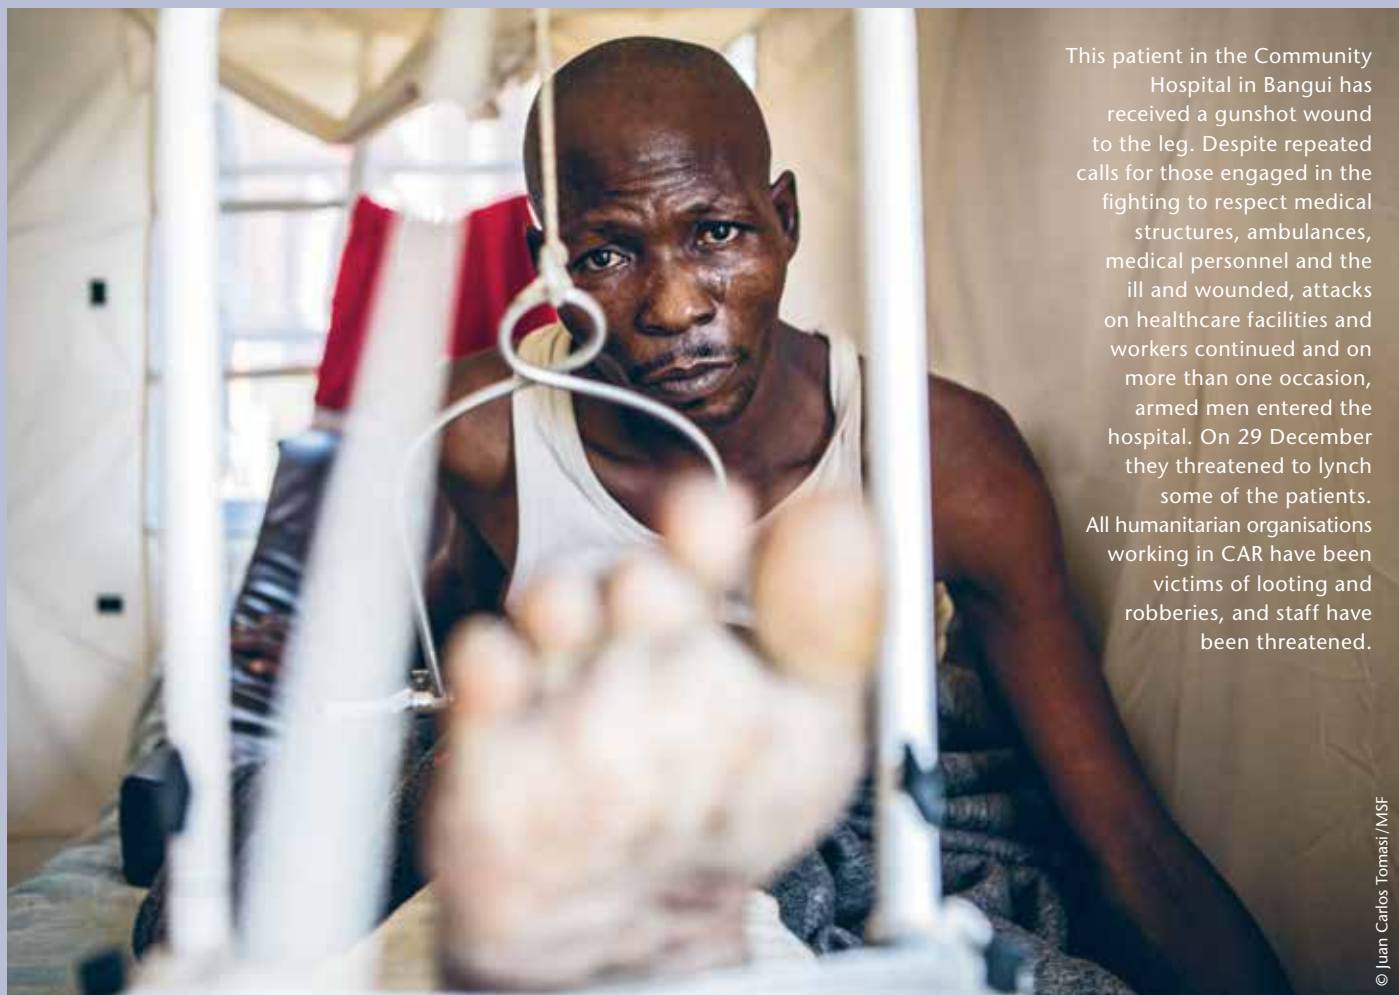 This patient in the Community
Hospital in Bangui has
received a gunshot wound
to the leg. Despite repeated
calls for those engaged in the
fighting to respect medical
structures, ambulances,
medical personnel and the
ill and wounded, attacks
on healthcare facilities and
workers continued and on
more than one occasion,
armed men entered the
hospital. On 29 December
they threatened to lynch
some of the patients.
All humanitarian organisations
working in CAR have been
victims of looting and
robberies, and staff have
been threatened.
© Juan Carlos Tomasi/MSF